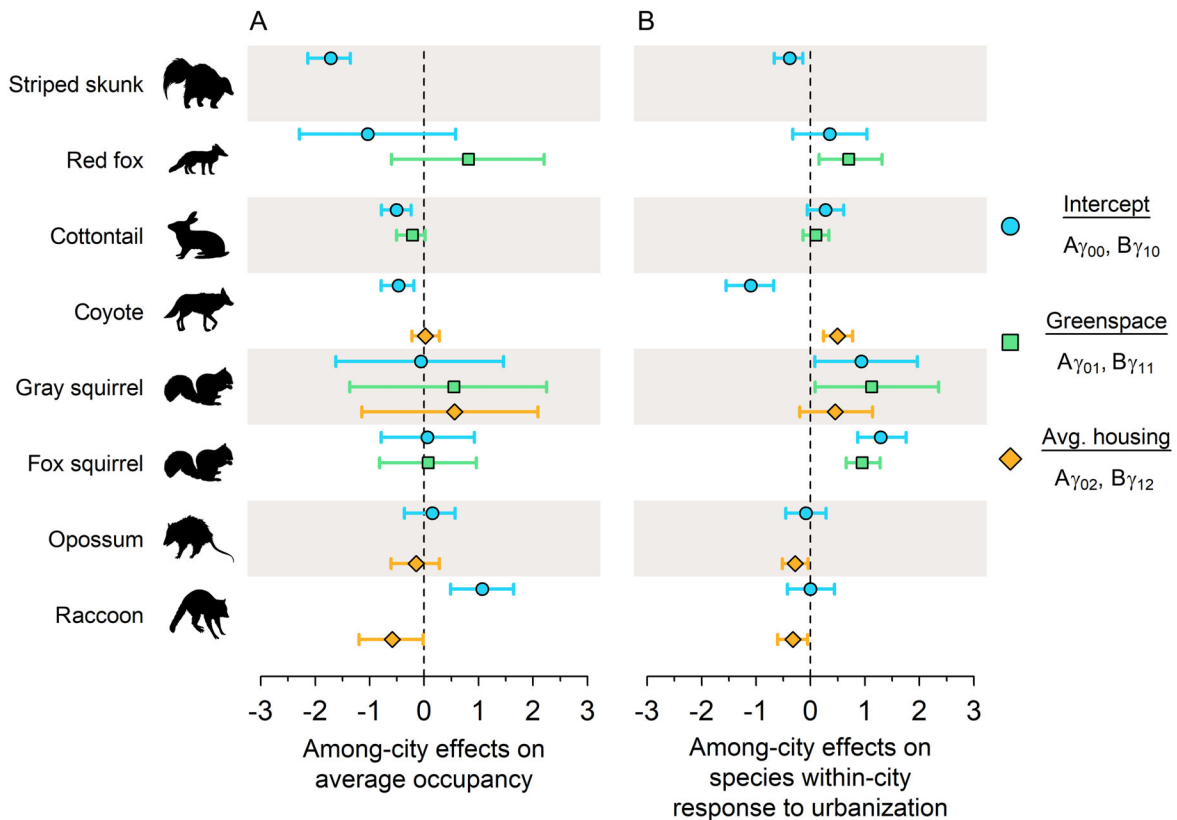 A
B
Striped skunk
Red fox
Cottontail
Coyote
Gray squirrel
Fox squirrel
Opossum
Raccoon
Intercept
Aγ₀₀, Bγ₁₀
Greenspace
Aγ₀₁, Bγ₁₁
Avg. housing
Aγ₀₂, Bγ₁₂
-3 -2 -1 0 1 2 3
-3 -2 -1 0 1 2 3
Among-city effects on
average occupancy
Among-city effects on
species within-city
response to urbanization